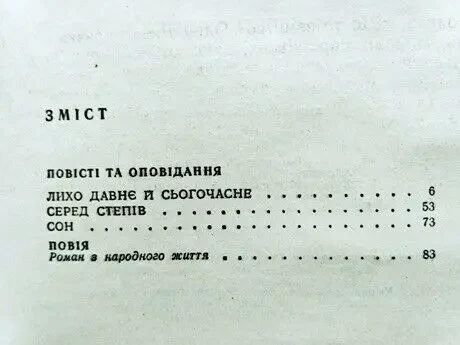 ЗМІСТ
ПОВІСТІ ТА ОПОВІДАННЯ
ЛИХО ДАВНЄ Й СЬОГОЧАСНЕ . . . . . . . . . . 6
СЕРЕД СТЕПІВ . . . . . . . . . . . . . . . . . 53
СОН . . . . . . . . . . . . . . . . . . . . . 73
ПОВІЯ
Роман з народного життя . . . . . . . . . . . . 83